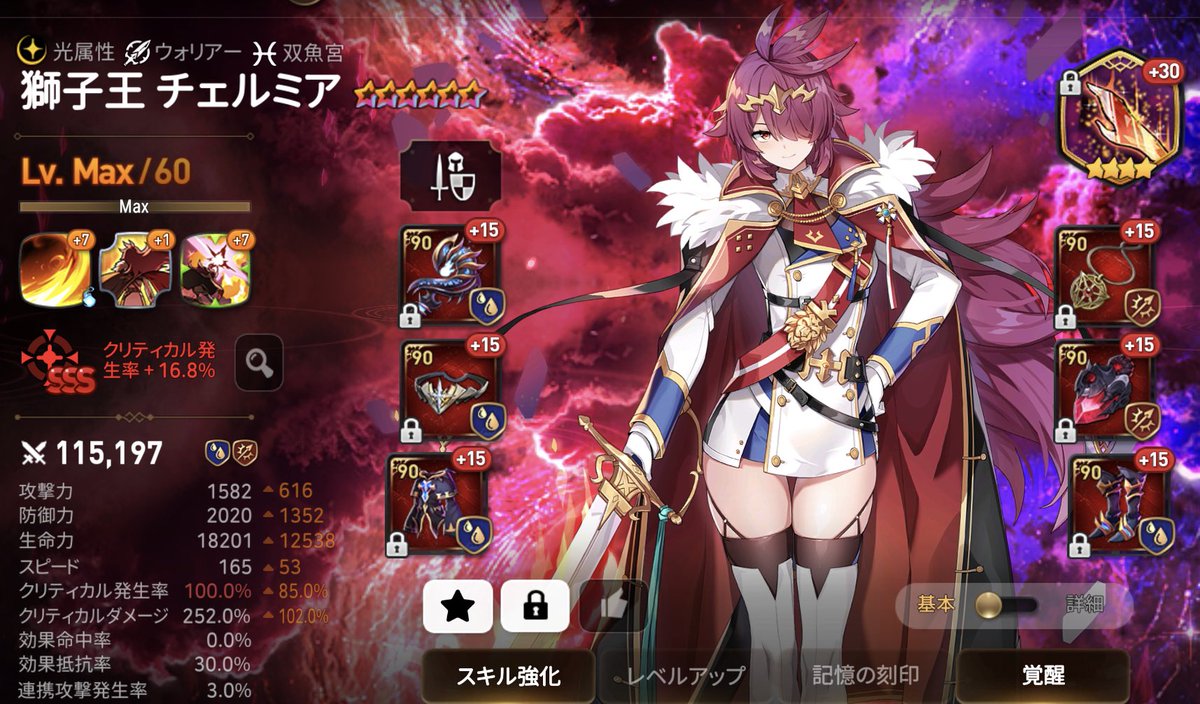 光属性 ウォリアー 双魚宮
獅子王 チェルミア
+30
Lv. Max/60
Max
+7
+1
+7
クリティカル発
生率+16.8%
SSS
115,197
攻撃力 1582 616
防御力 2020 1352
生命力 18201 12538
スピード 165 53
クリティカル発生率 100.0% 85.0%
クリティカルダメージ 252.0% 102.0%
効果命中率 0.0%
効果抵抗率 30.0%
連携攻撃発生率 3.0%
90 +15
90 +15
90 +15
90 +15
90 +15
90 +15
基本 詳細
スキル強化 レベルアップ 記憶の刻印 覚醒